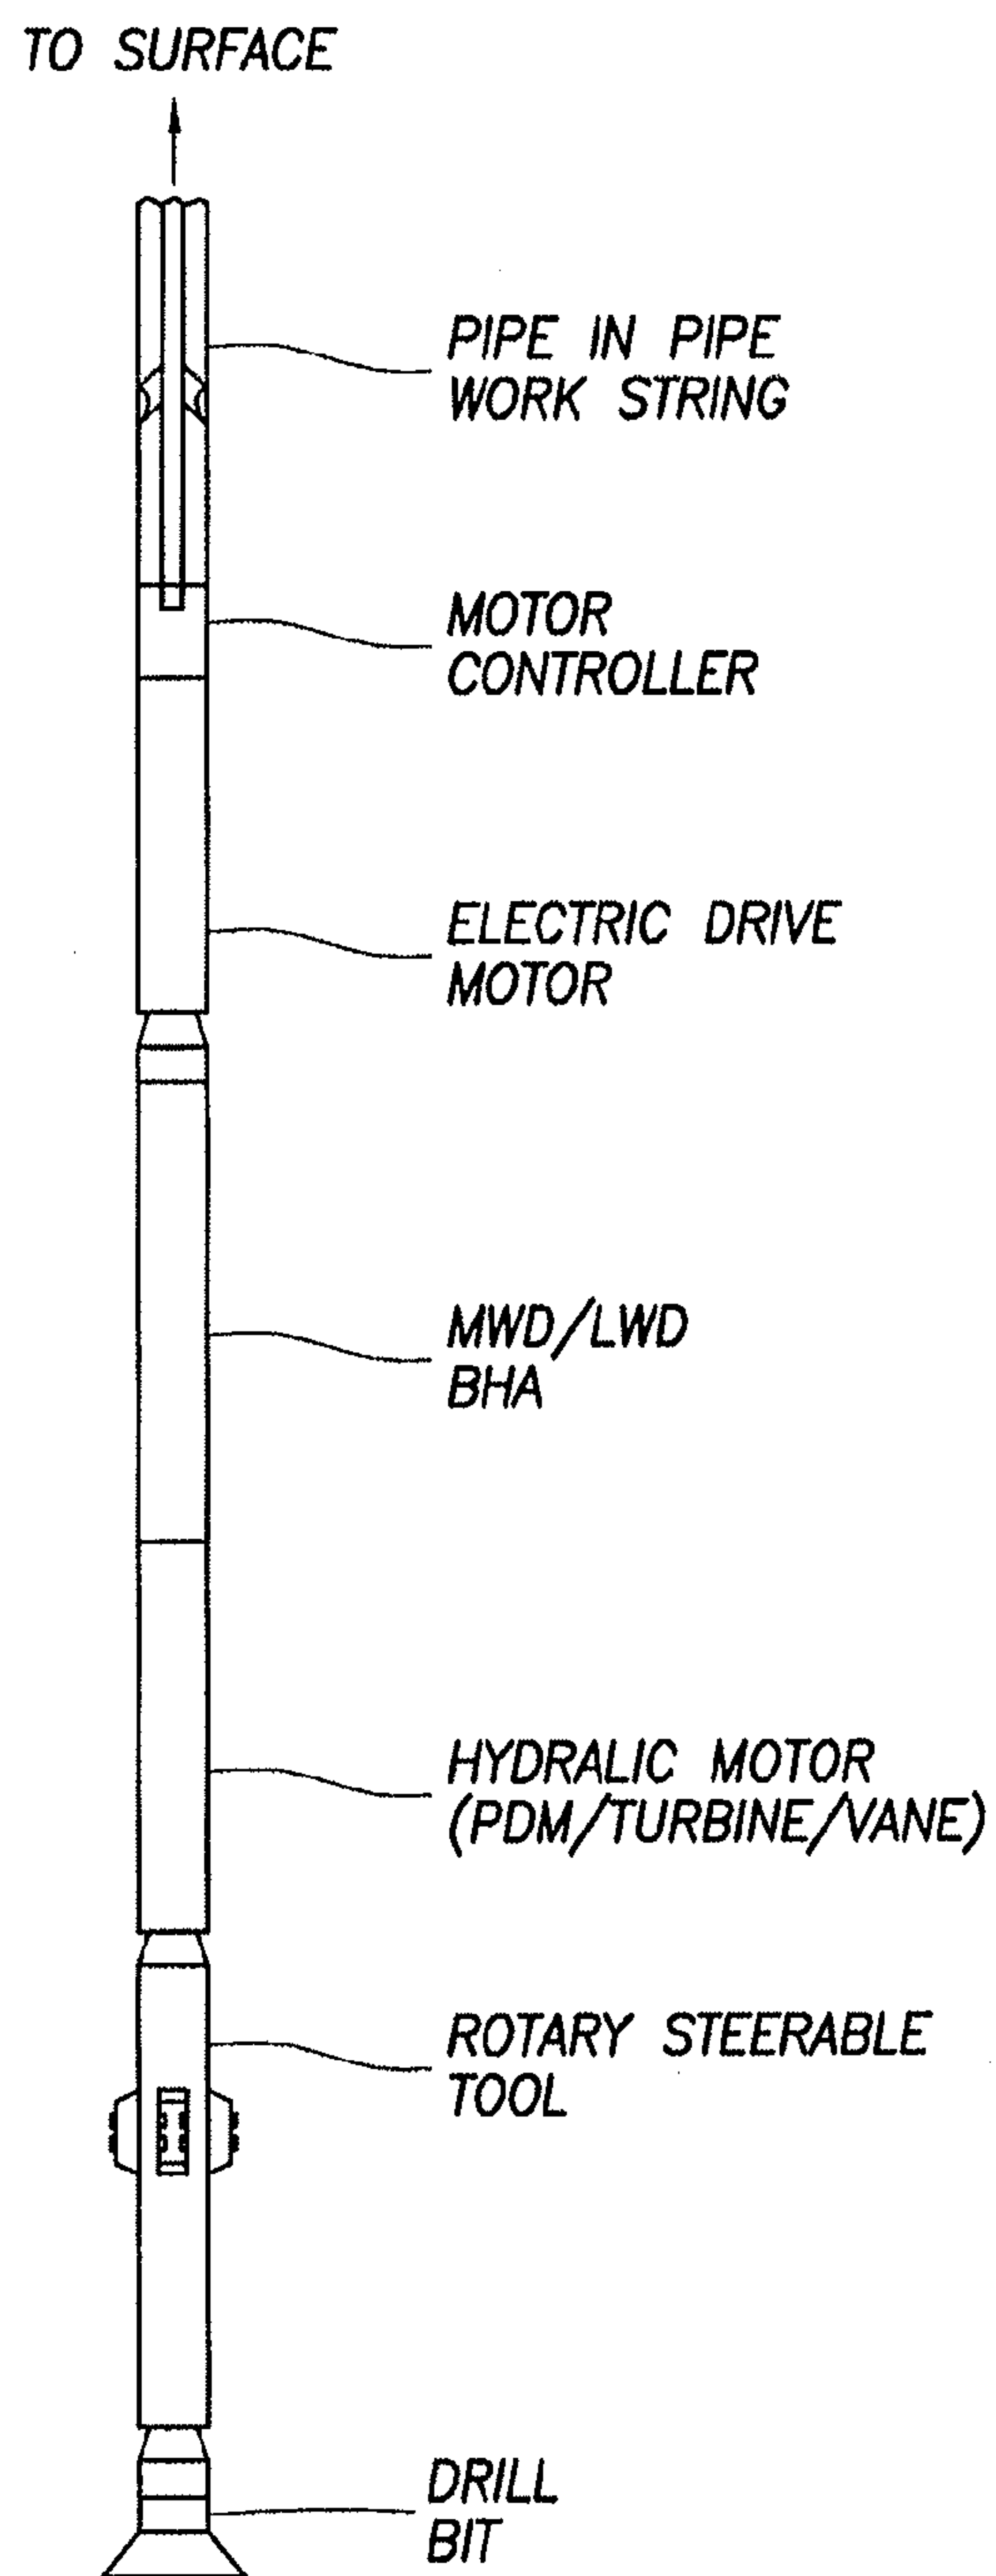 TO SURFACE
PIPE IN PIPE
WORK STRING
MOTOR
CONTROLLER
ELECTRIC DRIVE
MOTOR
MWD/LWD
BHA
HYDRALIC MOTOR
(PDM/TURBINE/VANE)
ROTARY STEERABLE
TOOL
DRILL
BIT